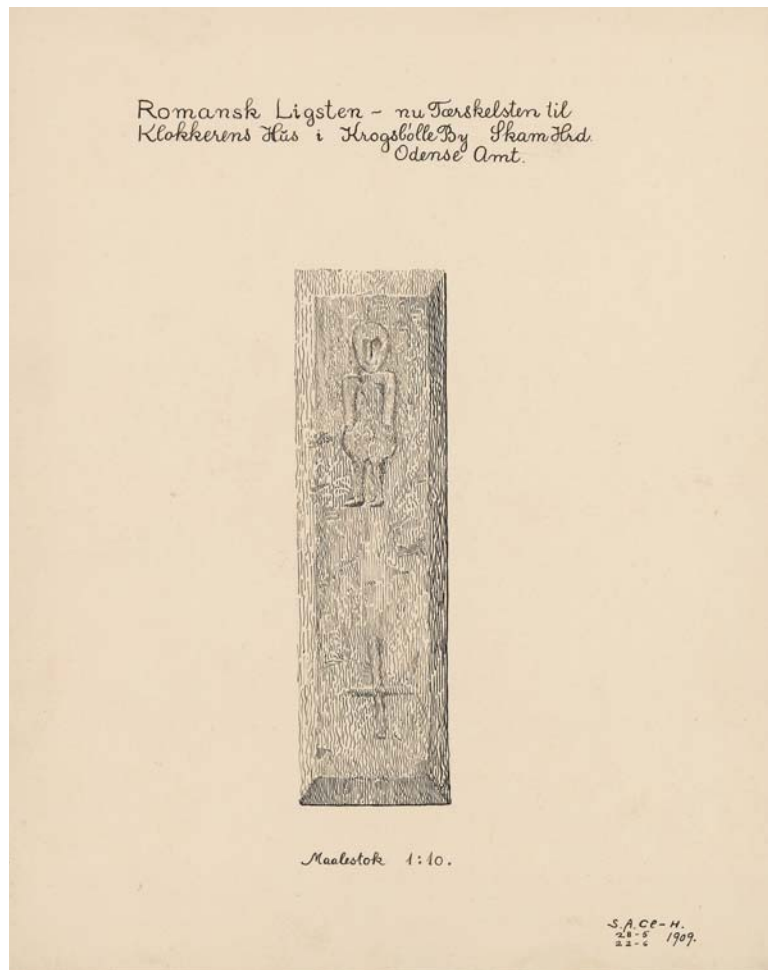 Romansk Ligsten – nu Tærskelsten til
Klokkerens Hus i Krogsbølle By Skam Hrd.
Odense Amt.
Maalestok 1:10.
S.A.Cl-H.
28-5
22-6 1909.